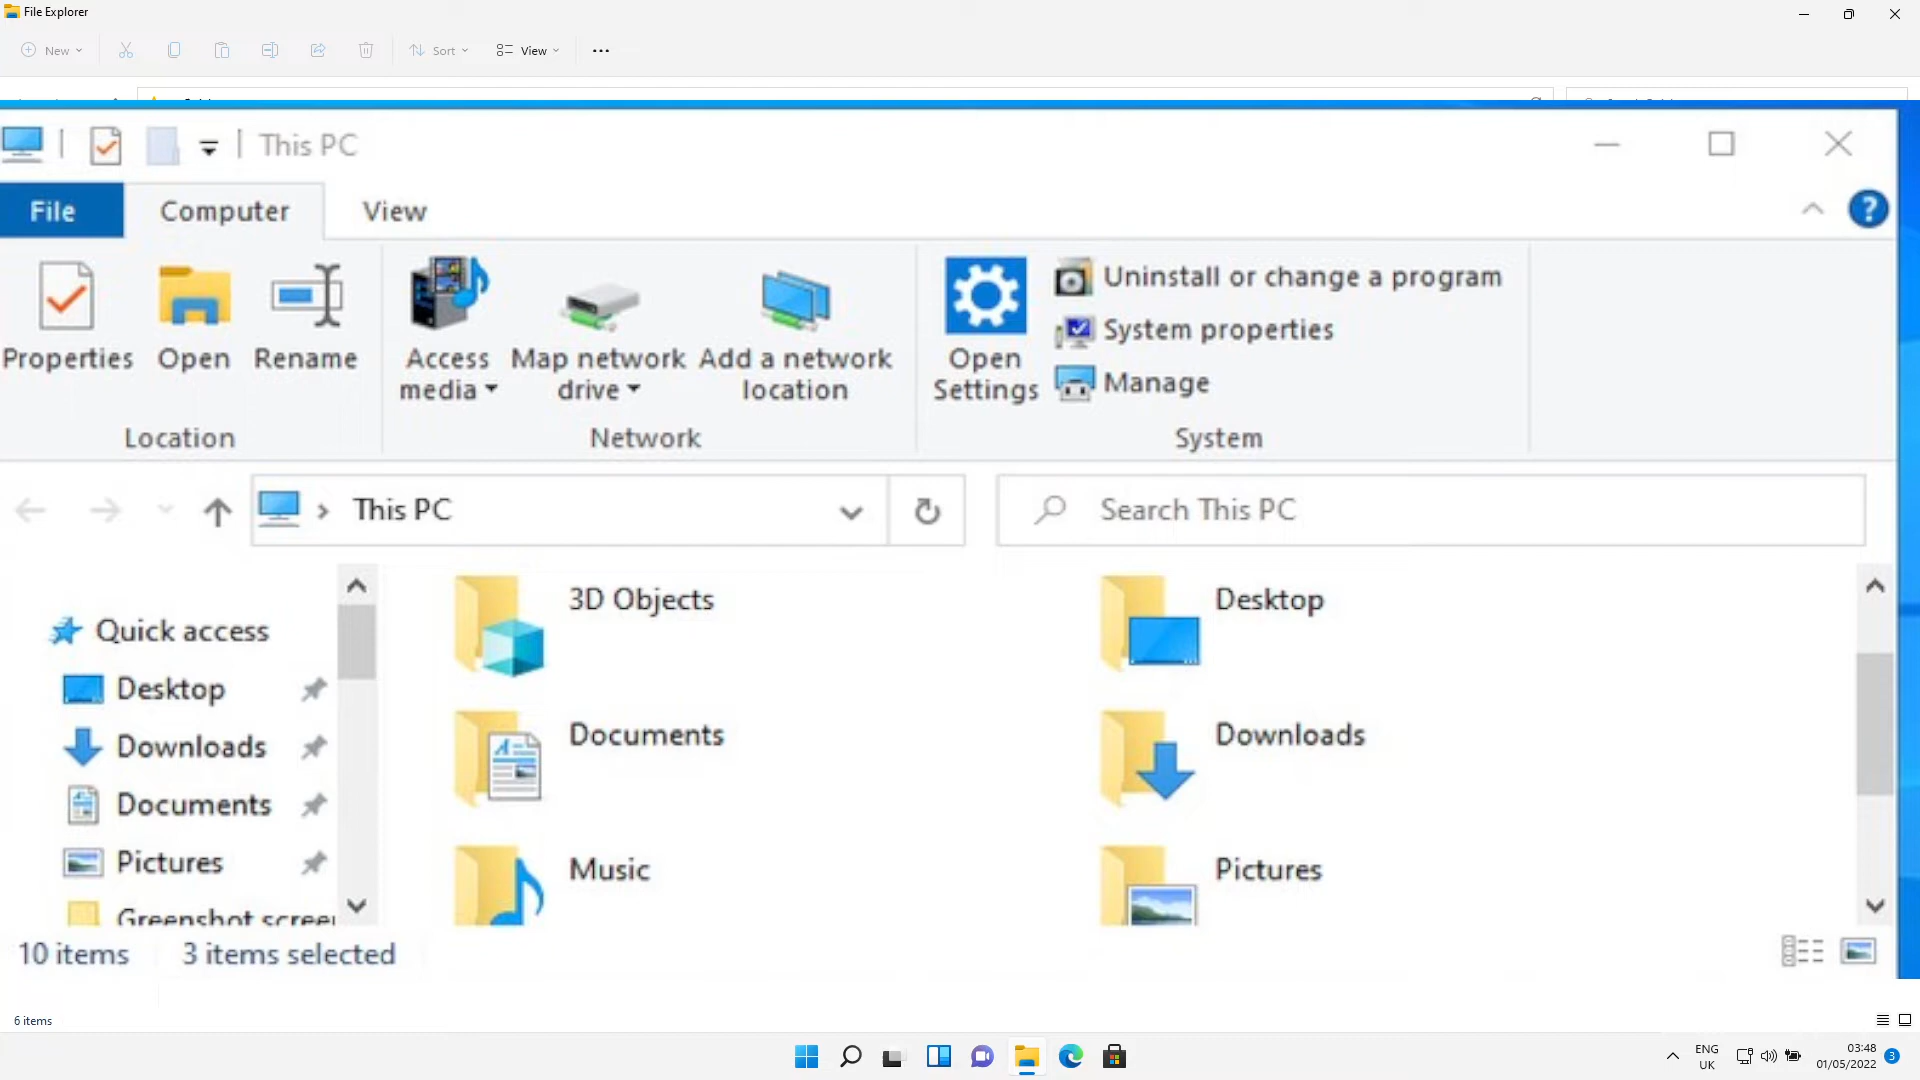 File Explorer
New
Sort
View
This PC
File
Computer
View
Properties
Open
Rename
Access media
Map network drive
Add a network location
Open Settings
Uninstall or change a program
System properties
Manage
Location
Network
System
This PC
Search This PC
Quick access
Desktop
Downloads
Documents
Pictures
Greenshot
3D Objects
Desktop
Documents
Downloads
Music
Pictures
10 items
3 items selected
6 items
ENG
UK
03:48
01/05/2022
3